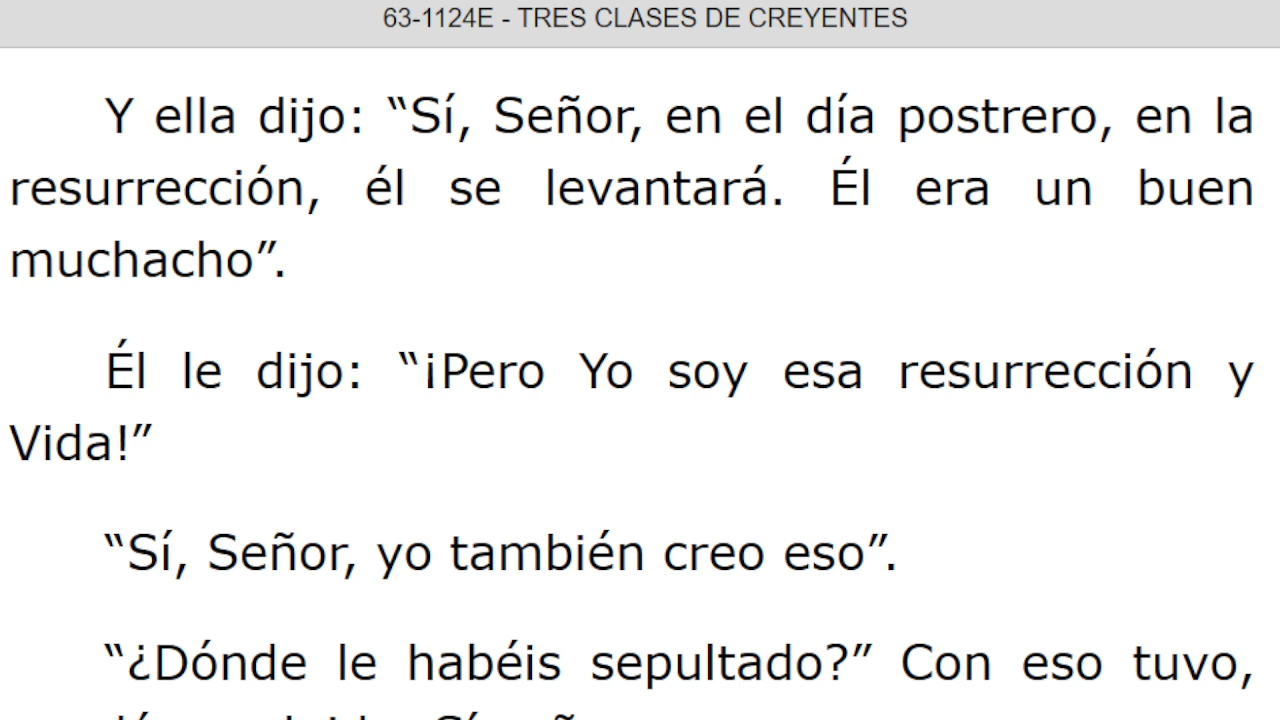 63-1124E - TRES CLASES DE CREYENTES
Y ella dijo: “Sí, Señor, en el día postrero, en la
resurrección, él se levantará. Él era un buen
muchacho”.
Él le dijo: “¡Pero Yo soy esa resurrección y
Vida!”
“Sí, Señor, yo también creo eso”.
“¿Dónde le habéis sepultado?” Con eso tuvo,